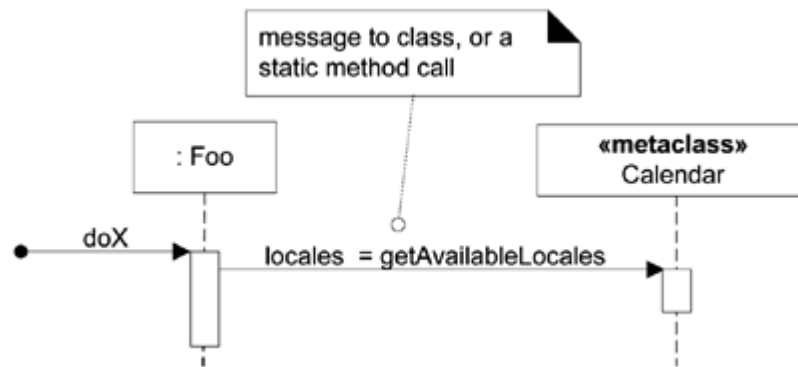 message to class, or a
static method call
: Foo
«metaclass»
Calendar
doX
locales = getAvailableLocales